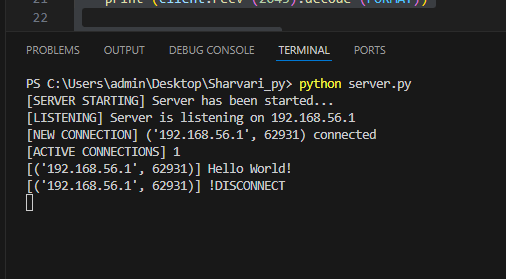 21 print (client.recv (2049).decode (FORMAT))
22
PROBLEMS OUTPUT DEBUG CONSOLE TERMINAL PORTS
PS C:\Users\admin\Desktop\Sharvari_py> python server.py
[SERVER STARTING] Server has been started...
[LISTENING] Server is listening on 192.168.56.1
[NEW CONNECTION] ('192.168.56.1', 62931) connected
[ACTIVE CONNECTIONS] 1
[('192.168.56.1', 62931)] Hello World!
[('192.168.56.1', 62931)] !DISCONNECT